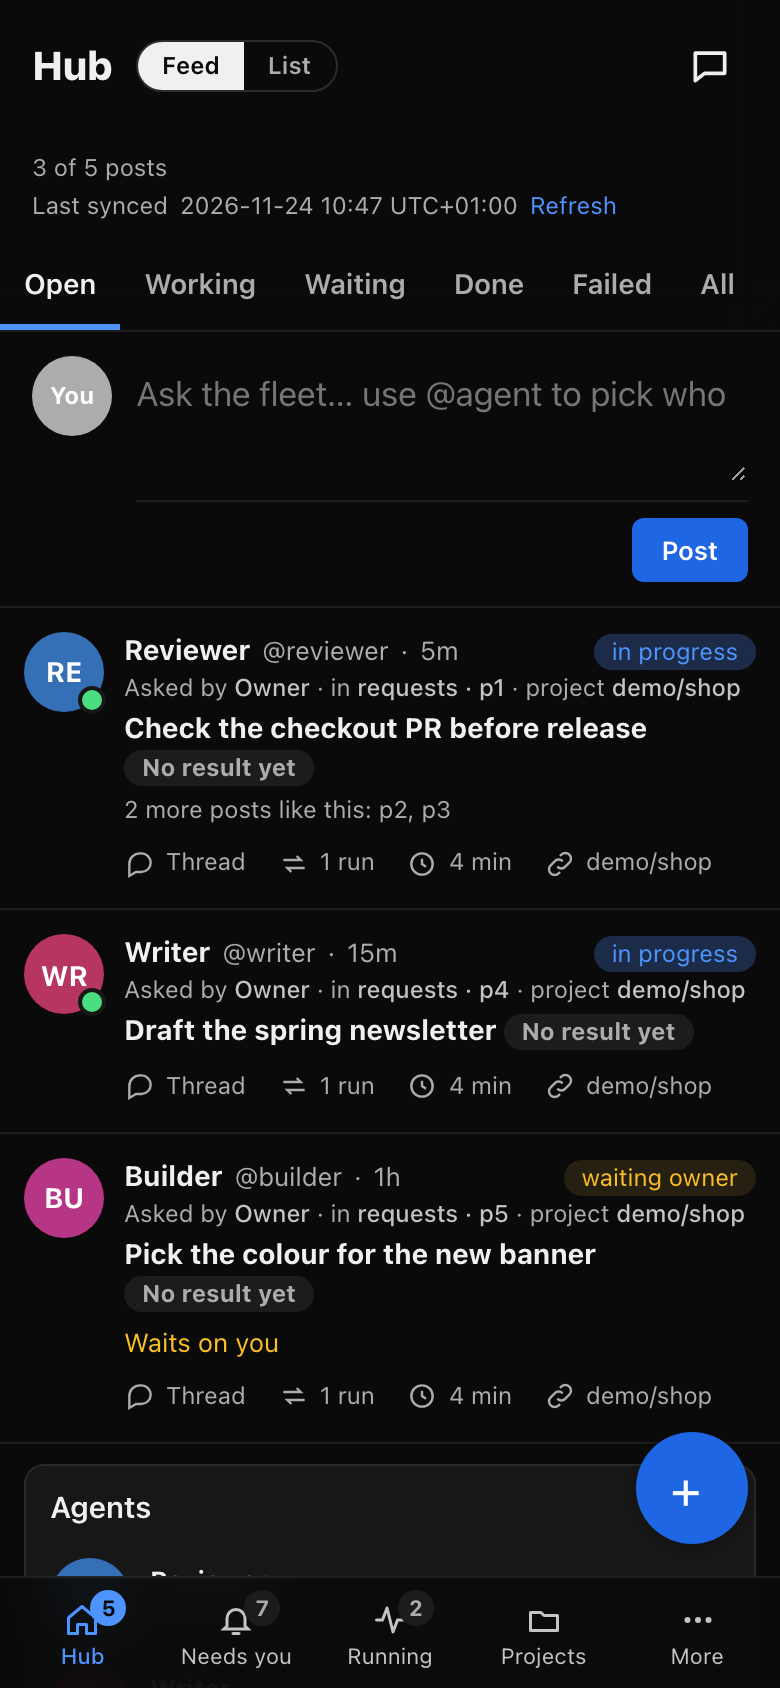 Hub Feed List
3 of 5 posts
Last synced 2026-11-24 10:47 UTC+01:00 Refresh
Open Working Waiting Done Failed All
You Ask the fleet... use @agent to pick who
Post
RE Reviewer @reviewer · 5m in progress
Asked by Owner · in requests · p1 · project demo/shop
Check the checkout PR before release
No result yet
2 more posts like this: p2, p3
Thread 1 run 4 min demo/shop
WR Writer @writer · 15m in progress
Asked by Owner · in requests · p4 · project demo/shop
Draft the spring newsletter No result yet
Thread 1 run 4 min demo/shop
BU Builder @builder · 1h waiting owner
Asked by Owner · in requests · p5 · project demo/shop
Pick the colour for the new banner
No result yet
Waits on you
Thread 1 run 4 min demo/shop
Agents
+
5 7 2
Hub Needs you Running Projects More